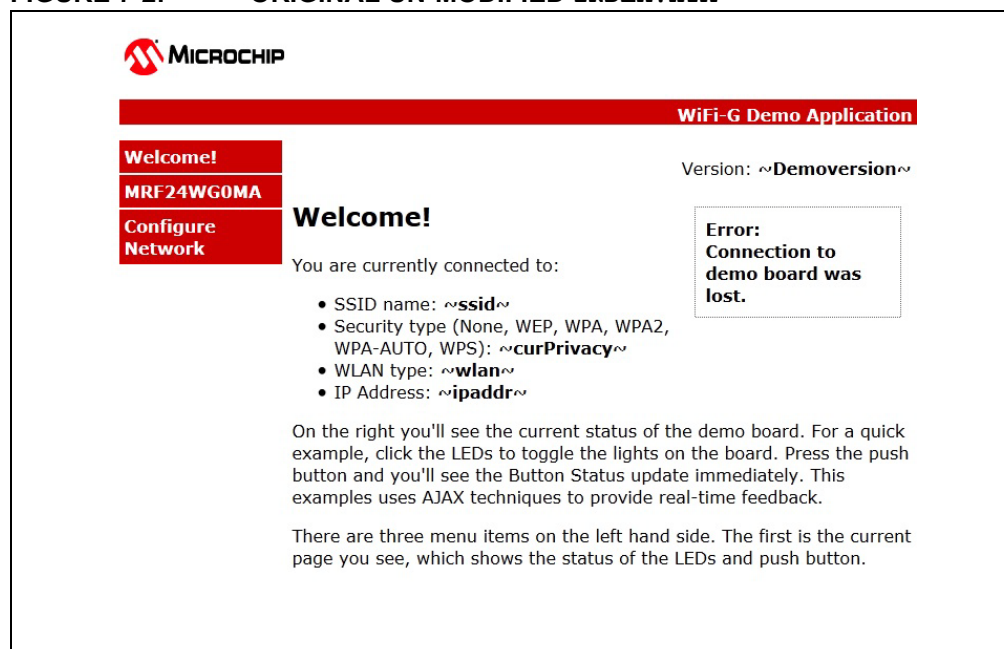 MICROCHIP
WiFi-G Demo Application
Welcome!
MRF24WG0MA
Configure
Network
Version: ~Demoversion~
Welcome!
Error:
Connection to
demo board was
lost.
You are currently connected to:
• SSID name: ~ssid~
• Security type (None, WEP, WPA, WPA2,
WPA-AUTO, WPS): ~curPrivacy~
• WLAN type: ~wlan~
• IP Address: ~ipaddr~
On the right you'll see the current status of the demo board. For a quick
example, click the LEDs to toggle the lights on the board. Press the push
button and you'll see the Button Status update immediately. This
examples uses AJAX techniques to provide real-time feedback.
There are three menu items on the left hand side. The first is the current
page you see, which shows the status of the LEDs and push button.